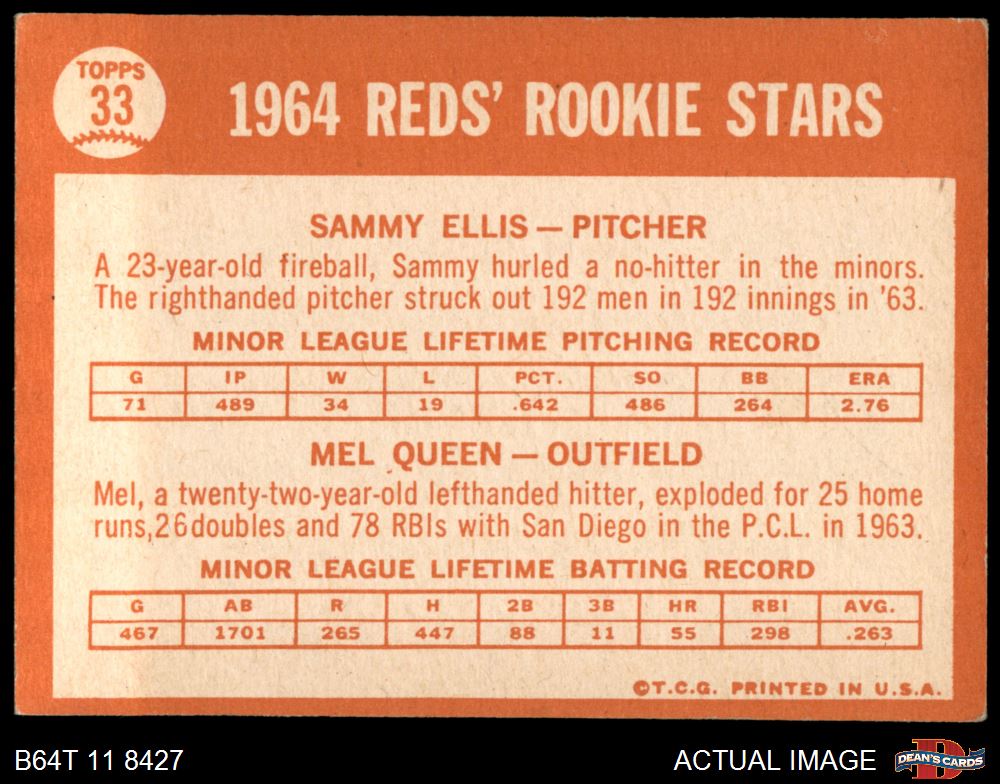 TOPPS
33
1964 REDS' ROOKIE STARS
SAMMY ELLIS — PITCHER
A 23-year-old fireball, Sammy hurled a no-hitter in the minors.
The righthanded pitcher struck out 192 men in 192 innings in '63.
MINOR LEAGUE LIFETIME PITCHING RECORD
G IP W L PCT. SO BB ERA
71 489 34 19 .642 486 264 2.76
MEL QUEEN — OUTFIELD
Mel, a twenty-two-year-old lefthanded hitter, exploded for 25 home
runs,26doubles and 78 RBIs with San Diego in the P.C.L. in 1963.
MINOR LEAGUE LIFETIME BATTING RECORD
G AB R H 2B 3B HR RBI AVG.
467 1701 265 447 88 11 55 298 .263
©T.C.G. PRINTED IN U.S.A.
B64T 11 8427
ACTUAL IMAGE
DEAN'S CARDS